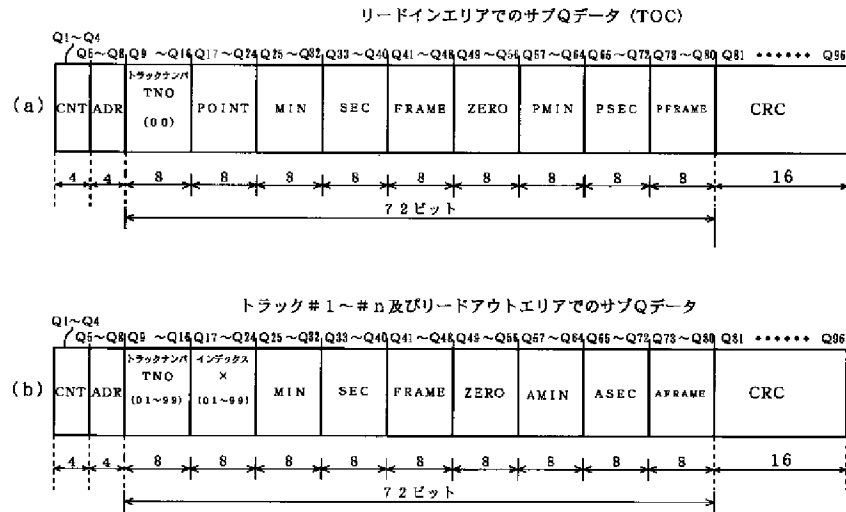 リードインエリアでのサブQデータ (TOC)
Q1~Q4
Q5~Q8 Q9 ~Q16 Q17~Q24 Q25~Q32 Q33~Q40 Q41~Q48 Q49~Q56 Q57~Q64 Q65~Q72 Q73~Q80 Q81 •••••• Q96
(a)
CNT ADR トラックナンバ TNO (00) POINT MIN SEC FRAME ZERO PMIN PSEC PFRAME CRC
4 4 8 8 8 8 8 8 8 8 8 16
72ビット
トラック#1~#n及びリードアウトエリアでのサブQデータ
Q1~Q4
Q5~Q8 Q9 ~Q16 Q17~Q24 Q25~Q32 Q33~Q40 Q41~Q48 Q49~Q56 Q57~Q64 Q65~Q72 Q73~Q80 Q81 •••••• Q96
(b)
CNT ADR トラックナンバ TNO (01~99) インデックス × (01~99) MIN SEC FRAME ZERO AMIN ASEC AFRAME CRC
4 4 8 8 8 8 8 8 8 8 8 16
72ビット